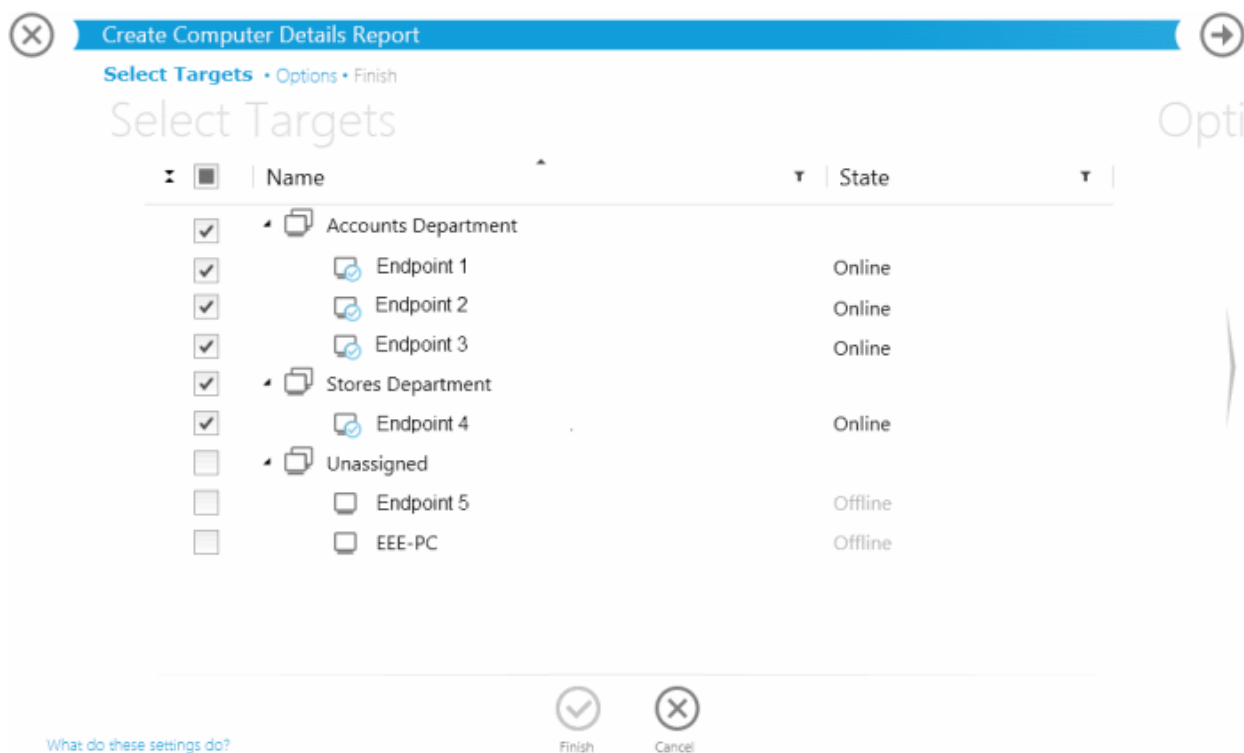 Create Computer Details Report
Select Targets • Options • Finish
Select Targets
Opti
Name State
Accounts Department
Endpoint 1 Online
Endpoint 2 Online
Endpoint 3 Online
Stores Department
Endpoint 4 Online
Unassigned
Endpoint 5 Offline
EEE-PC Offline
What do these settings do?
Finish Cancel